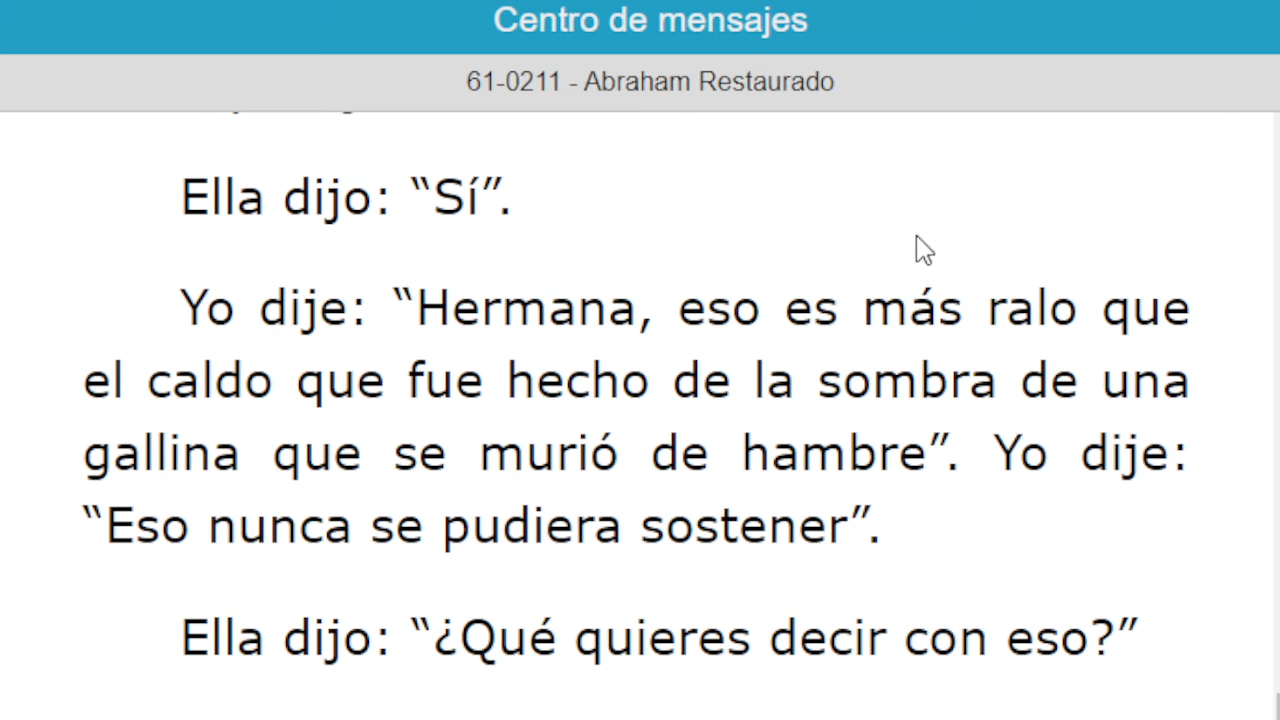 Centro de mensajes
61-0211 - Abraham Restaurado
Ella dijo: “Sí”.
Yo dije: “Hermana, eso es más ralo que
el caldo que fue hecho de la sombra de una
gallina que se murió de hambre”. Yo dije:
“Eso nunca se pudiera sostener”.
Ella dijo: “¿Qué quieres decir con eso?”